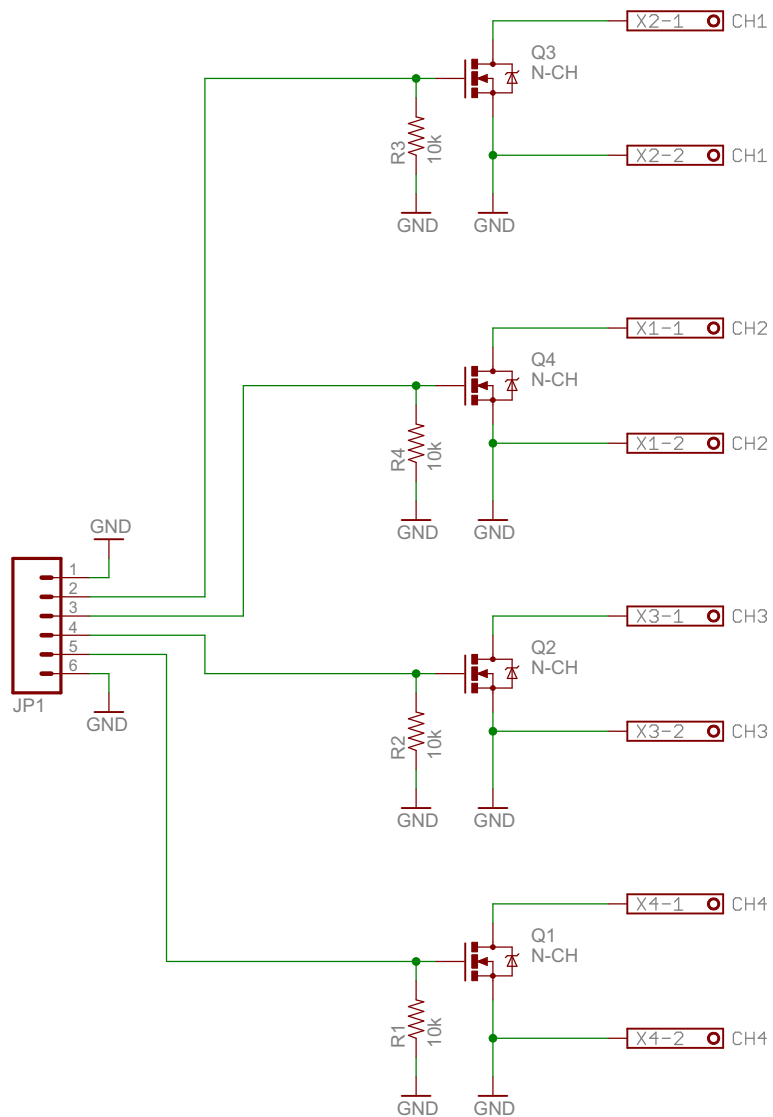 X2-1 CH1
Q3
N-CH
R3
10k
X2-2 CH1
GND
GND
X1-1 CH2
Q4
N-CH
R4
10k
X1-2 CH2
GND
GND
GND
1
2
3
4
5
6
JP1
GND
X3-1 CH3
Q2
N-CH
R2
10k
X3-2 CH3
GND
GND
X4-1 CH4
Q1
N-CH
R1
10k
X4-2 CH4
GND
GND